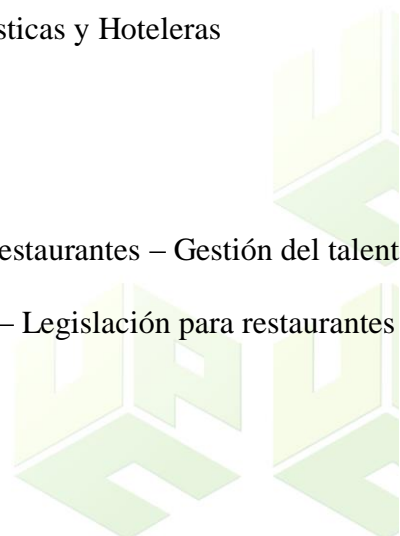 sticas y Hoteleras
estaurantes – Gestión del talent
– Legislación para restaurantes